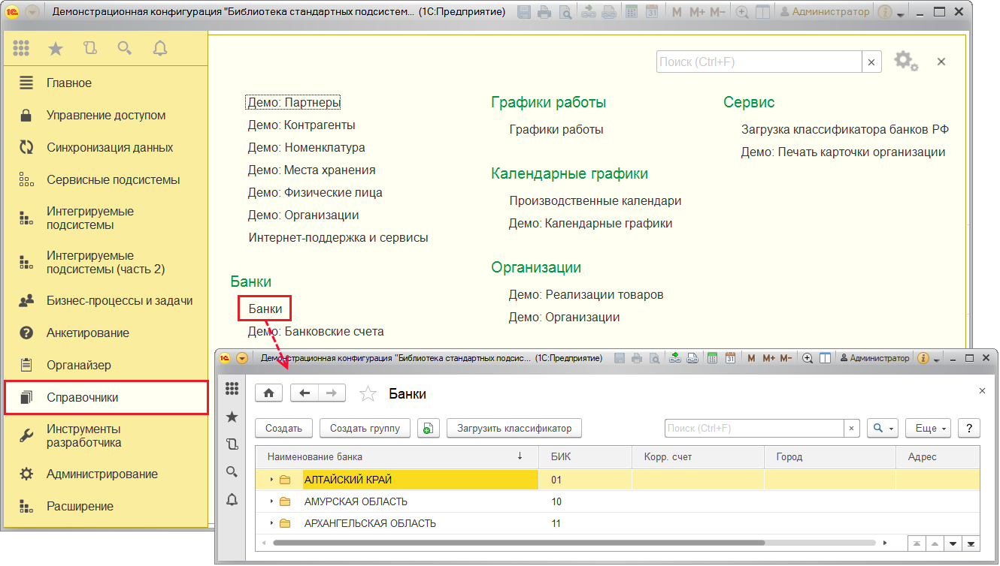 1С Демонстрационная конфигурация "Библиотека стандартных подсистем... (1С:Предприятие)
31 M M+ M− Администратор i
Главное
Управление доступом
Синхронизация данных
Сервисные подсистемы
Интегрируемые
подсистемы
Интегрируемые
подсистемы (часть 2)
Бизнес-процессы и задачи
? Анкетирование
Органайзер
Справочники
Инструменты
разработчика
Администрирование
Расширение
Поиск (Ctrl+F) ×
Демо: Партнеры
Демо: Контрагенты
Демо: Номенклатура
Демо: Места хранения
Демо: Физические лица
Демо: Организации
Интернет-поддержка и сервисы
Банки
Банки
Демо: Банковские счета
Графики работы
Графики работы
Календарные графики
Производственные календари
Демо: Календарные графики
Организации
Демо: Реализации товаров
Демо: Организации
Сервис
Загрузка классификатора банков РФ
Демо: Печать карточки организации
1С Демонстрационная конфигурация "Библиотека стандартных подсис... (1С:Предприятие)
31 M M+ M− Администратор i
Банки
Создать Создать группу Загрузить классификатор Поиск (Ctrl+F) × Еще ?
Наименование банка ↓ БИК Корр. счет Город Адрес
АЛТАЙСКИЙ КРАЙ 01
АМУРСКАЯ ОБЛАСТЬ 10
АРХАНГЕЛЬСКАЯ ОБЛАСТЬ 11